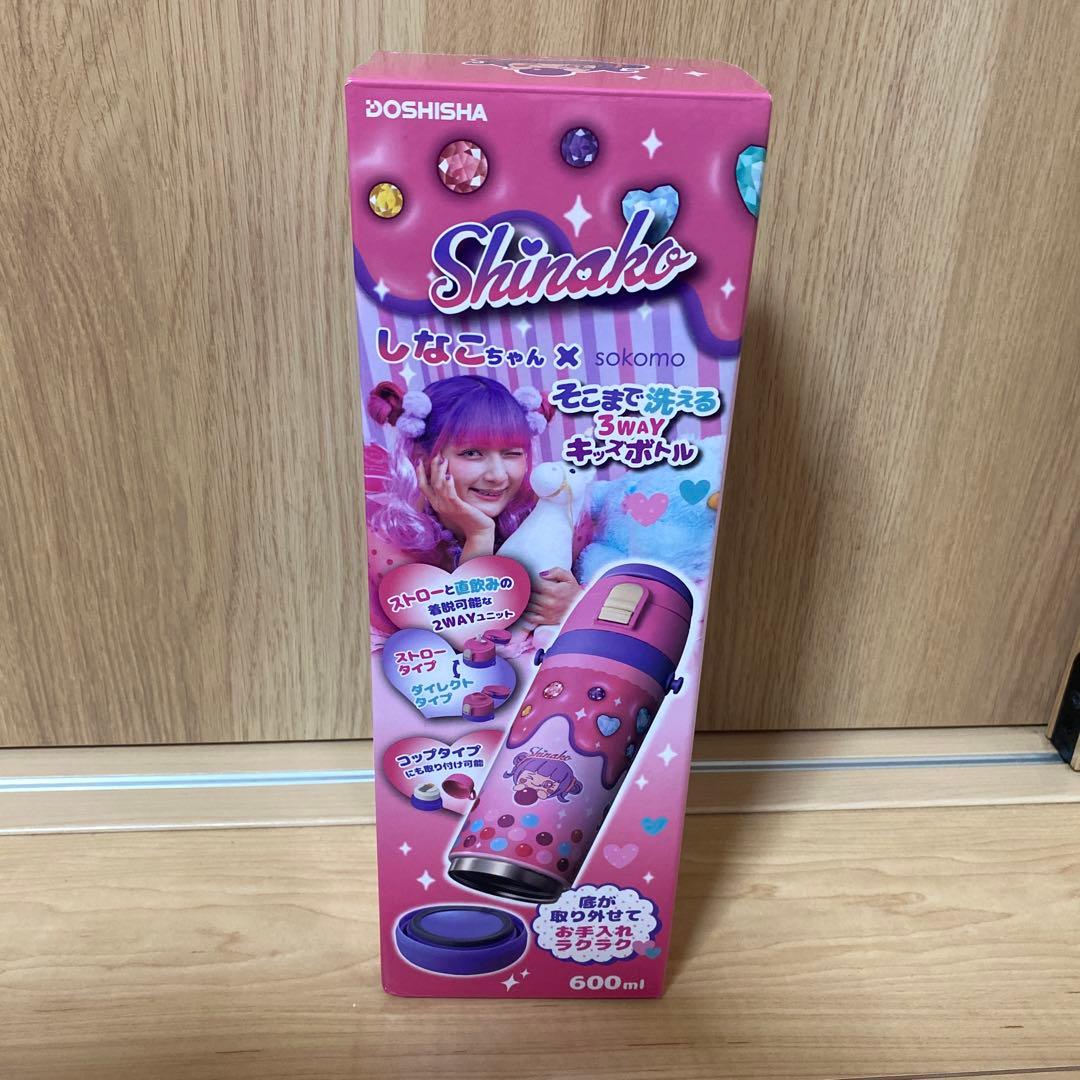 DOSHISHA
Shinako
しなこちゃん × sokomo
そこまで洗える
3WAY
キッズボトル
ストローと直飲みの
着脱可能な
2WAYユニット
ストロー
タイプ
ダイレクト
タイプ
コップタイプ
にも取り付け可能
Shinako
底が
取り外せて
お手入れ
ラクラク
600ml